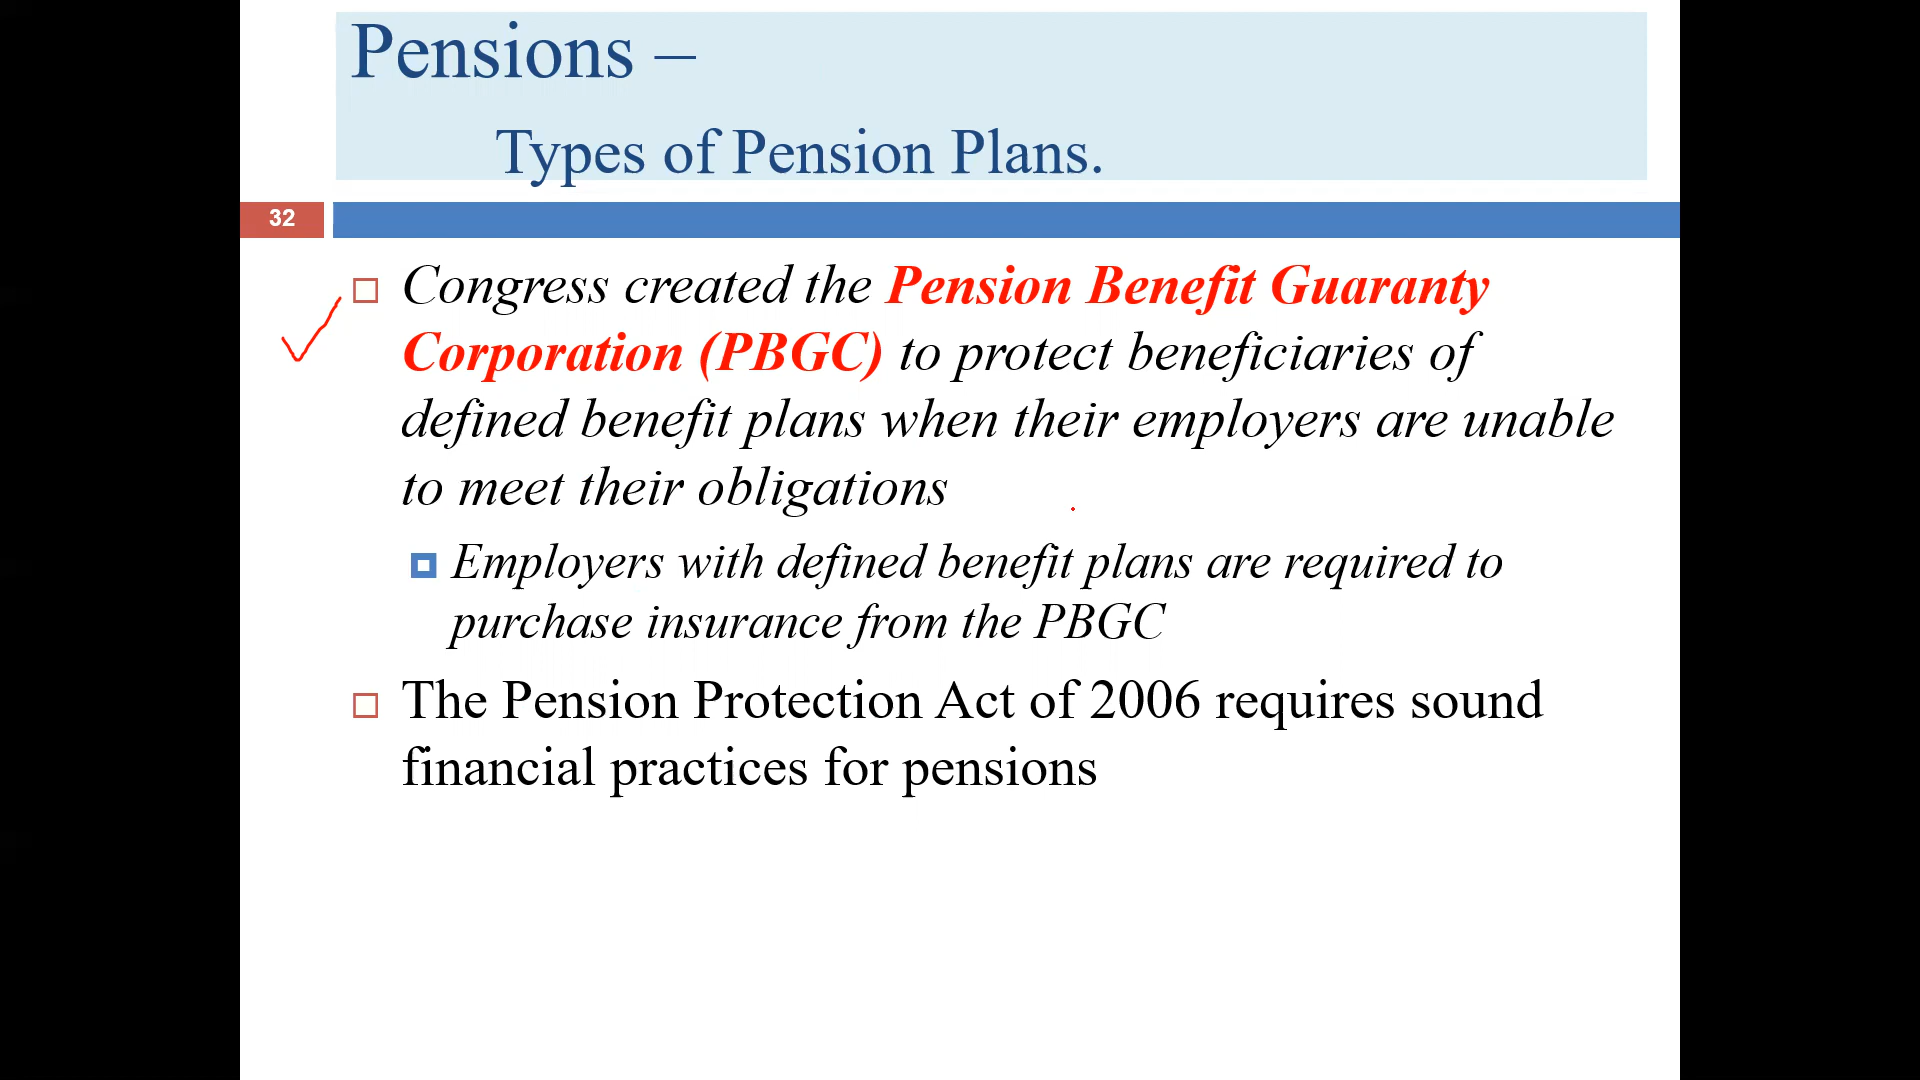 Pensions –
Types of Pension Plans.
32
Congress created the Pension Benefit Guaranty
Corporation (PBGC) to protect beneficiaries of
defined benefit plans when their employers are unable
to meet their obligations
Employers with defined benefit plans are required to
purchase insurance from the PBGC
The Pension Protection Act of 2006 requires sound
financial practices for pensions